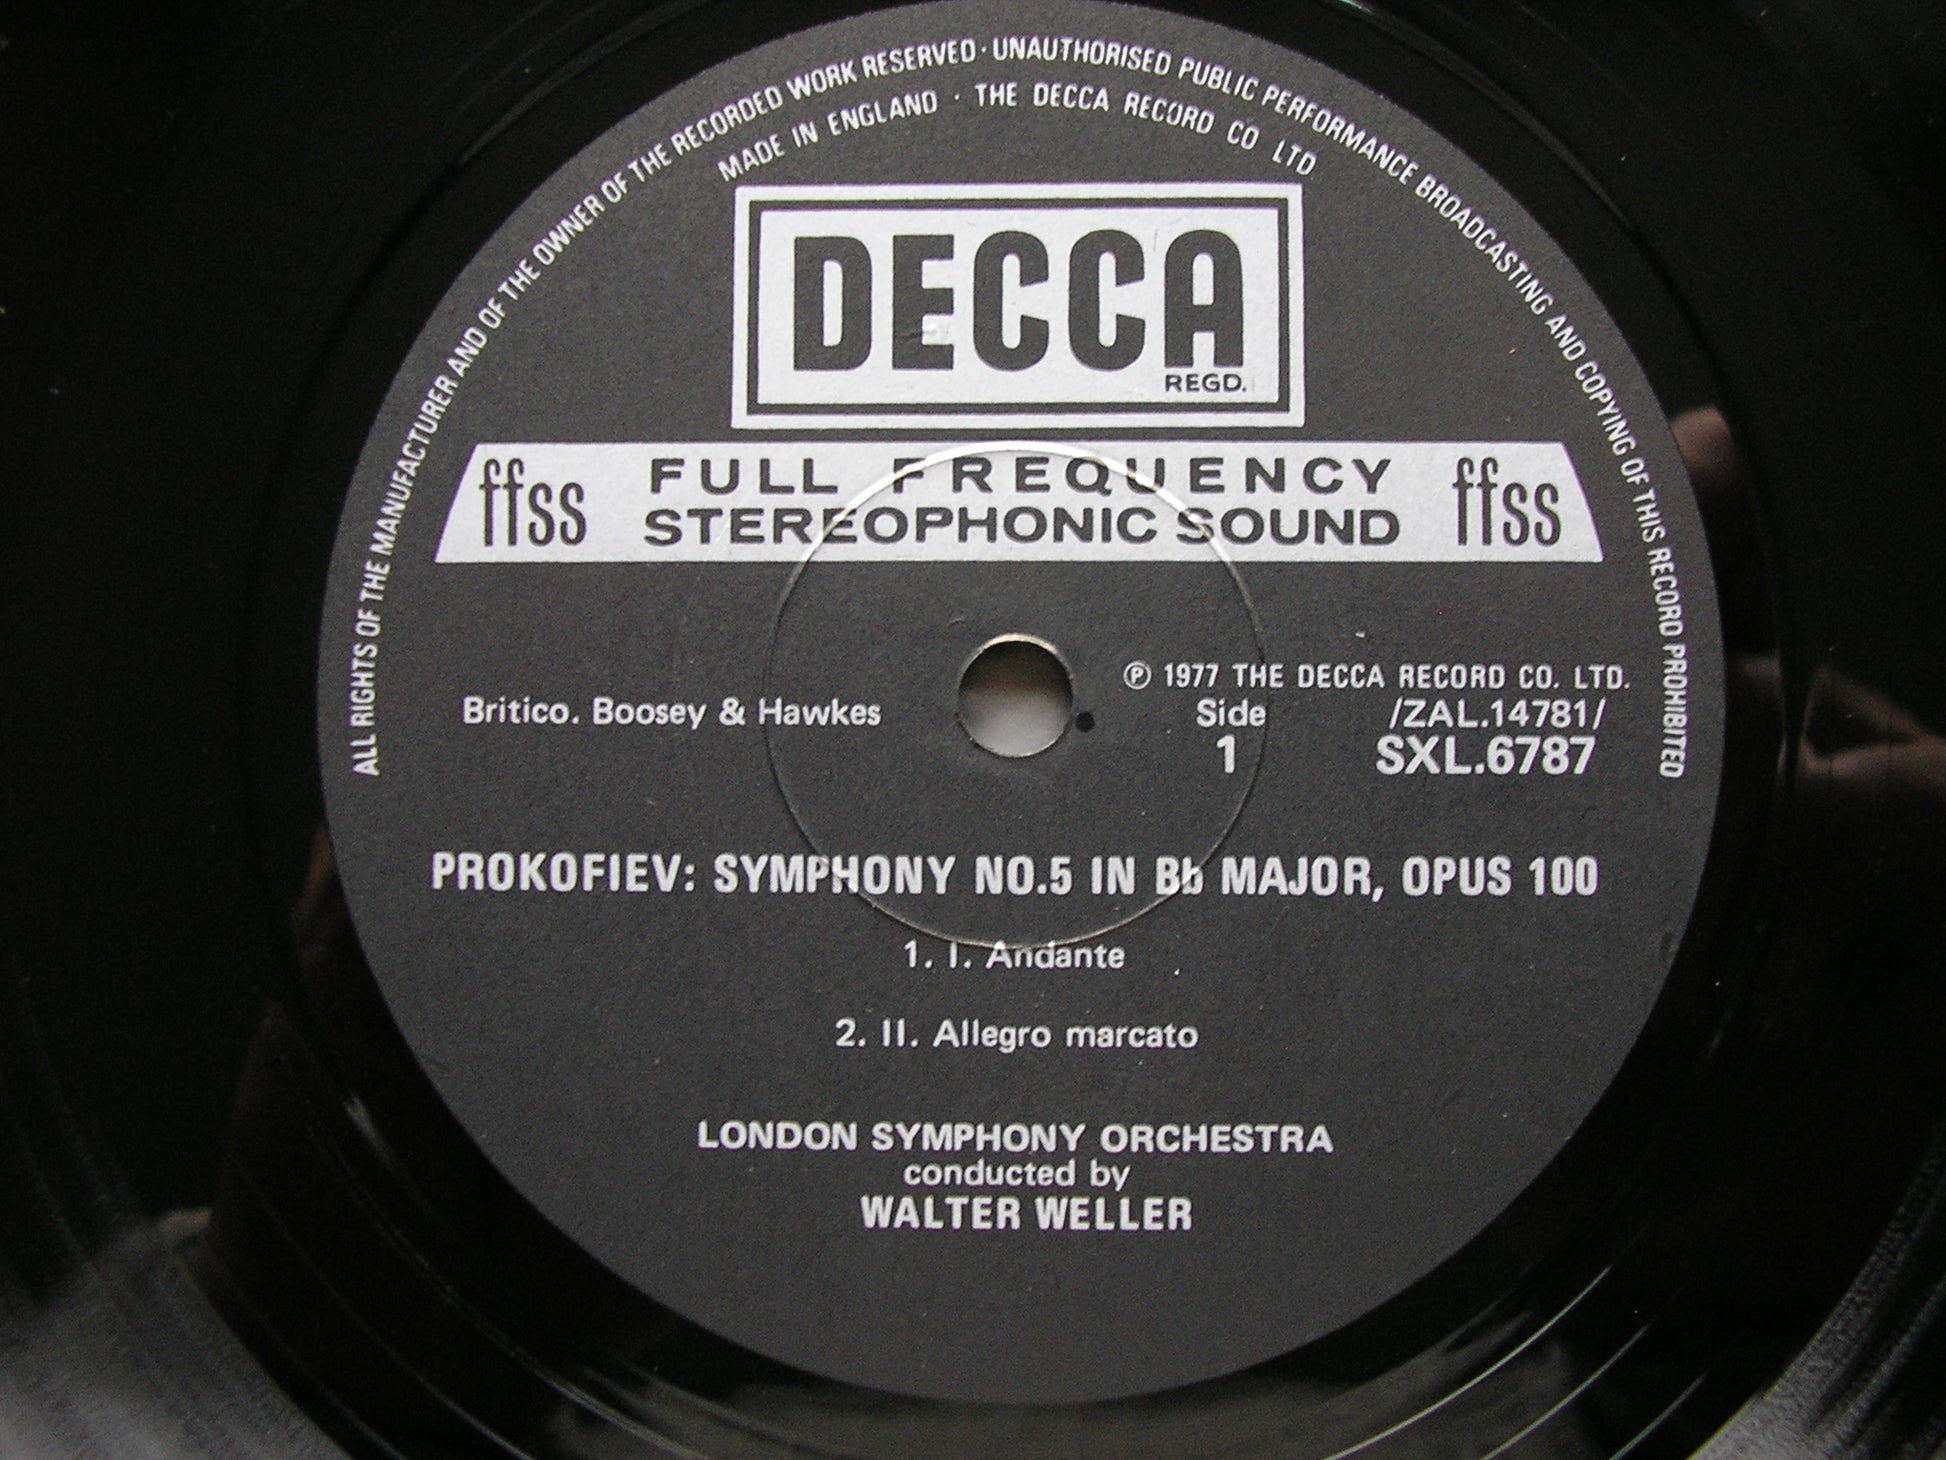 ALL RIGHTS OF THE MANUFACTURER AND OF THE OWNER OF THE RECORDED WORK RESERVED · UNAUTHORISED PUBLIC PERFORMANCE BROADCASTING AND COPYING OF THIS RECORD PROHIBITED
MADE IN ENGLAND · THE DECCA RECORD CO LTD
DECCA
REGD.
ffss FULL FREQUENCY ffss
STEREOPHONIC SOUND
℗ 1977 THE DECCA RECORD CO. LTD.
Britico. Boosey & Hawkes Side /ZAL.14781/
1 SXL.6787
PROKOFIEV: SYMPHONY NO.5 IN Bb MAJOR, OPUS 100
1. I. Andante
2. II. Allegro marcato
LONDON SYMPHONY ORCHESTRA
conducted by
WALTER WELLER